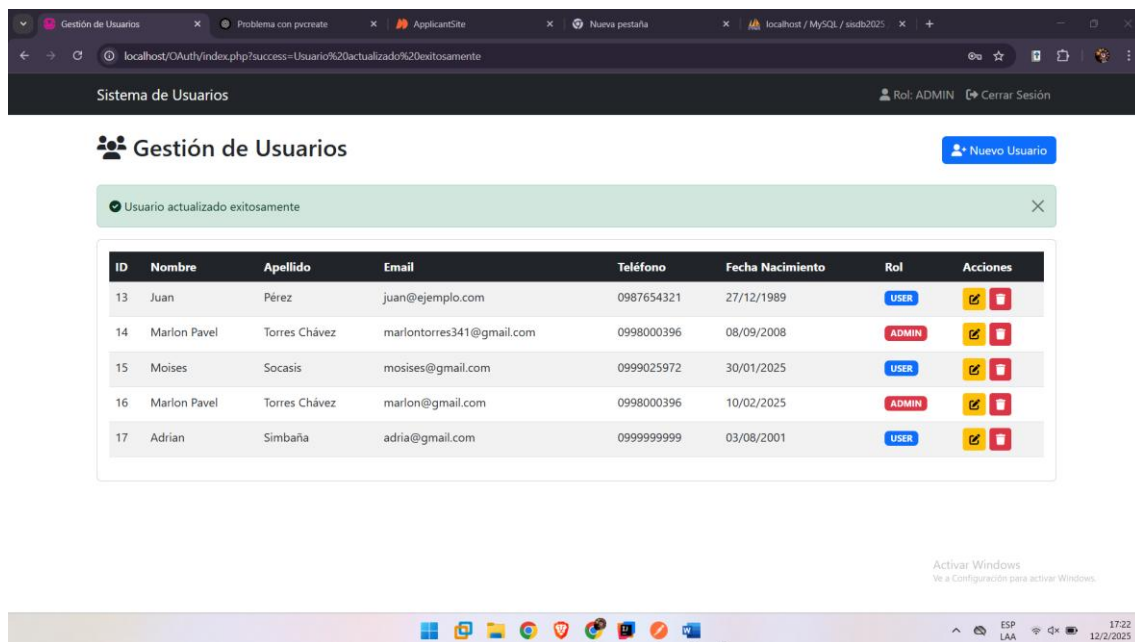 Gestión de Usuarios Problema con pvcreate ApplicantSite Nueva pestaña localhost / MySQL / sisdb2025
localhost/OAuth/index.php?success=Usuario%20actualizado%20exitosamente
Sistema de Usuarios Rol: ADMIN Cerrar Sesión
Gestión de Usuarios Nuevo Usuario
Usuario actualizado exitosamente
ID Nombre Apellido Email Teléfono Fecha Nacimiento Rol Acciones
13 Juan Pérez juan@ejemplo.com 0987654321 27/12/1989 USER
14 Marlon Pavel Torres Chávez marlontorres341@gmail.com 0998000396 08/09/2008 ADMIN
15 Moises Socasis mosises@gmail.com 0999025972 30/01/2025 USER
16 Marlon Pavel Torres Chávez marlon@gmail.com 0998000396 10/02/2025 ADMIN
17 Adrian Simbaña adria@gmail.com 0999999999 03/08/2001 USER
Activar Windows
Ve a Configuración para activar Windows.
ESP 17:22
LAA 12/2/2025